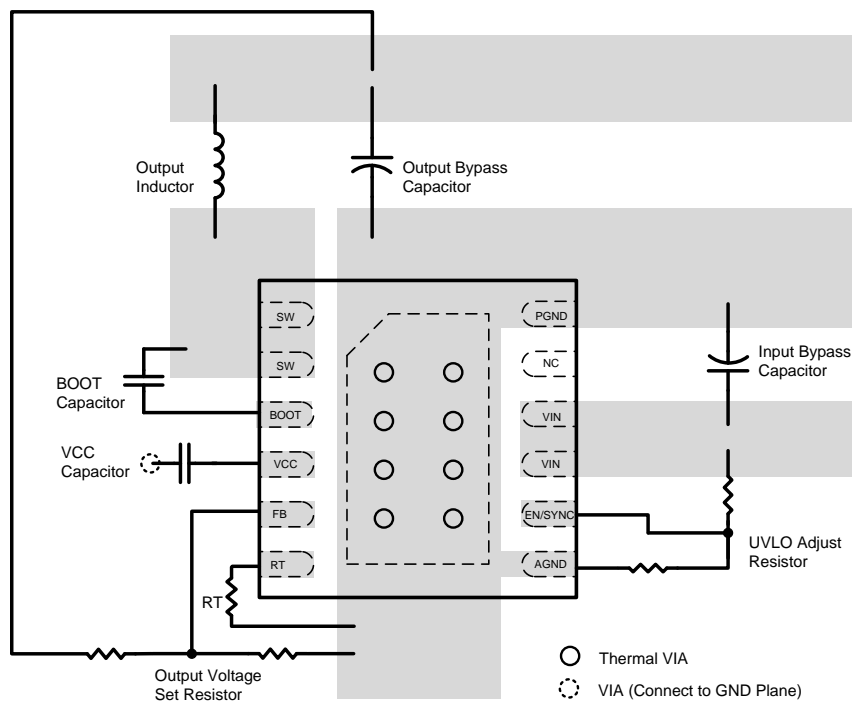 Output
Inductor
Output Bypass
Capacitor
SW
PGND
SW
NC
Input Bypass
Capacitor
BOOT
Capacitor
BOOT
VIN
VCC
Capacitor
VCC
VIN
FB
EN/SYNC
UVLO Adjust
Resistor
RT
AGND
RT
Output Voltage
Set Resistor
Thermal VIA
VIA (Connect to GND Plane)